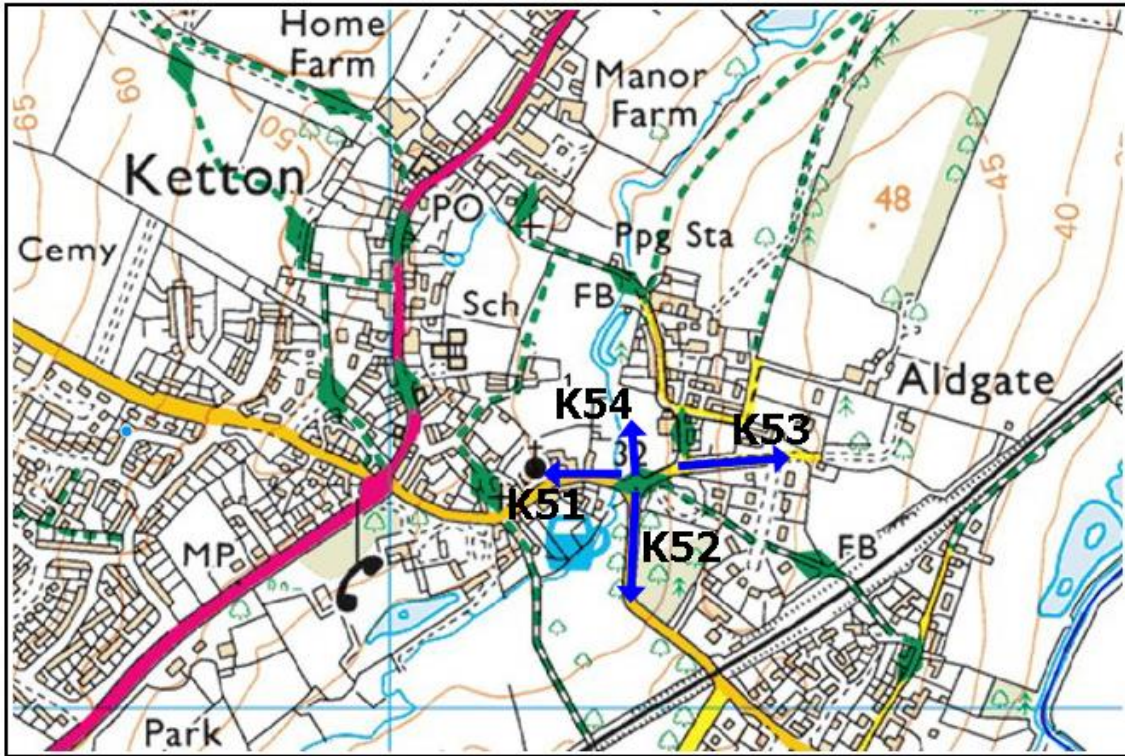 Home
Farm
Manor
Farm
65
60
50
Ketton
PO
48
45
40
Ppg Sta
Cemy
Sch
FB
Aldgate
K54
K53
32
K51
K52
FB
MP
Park